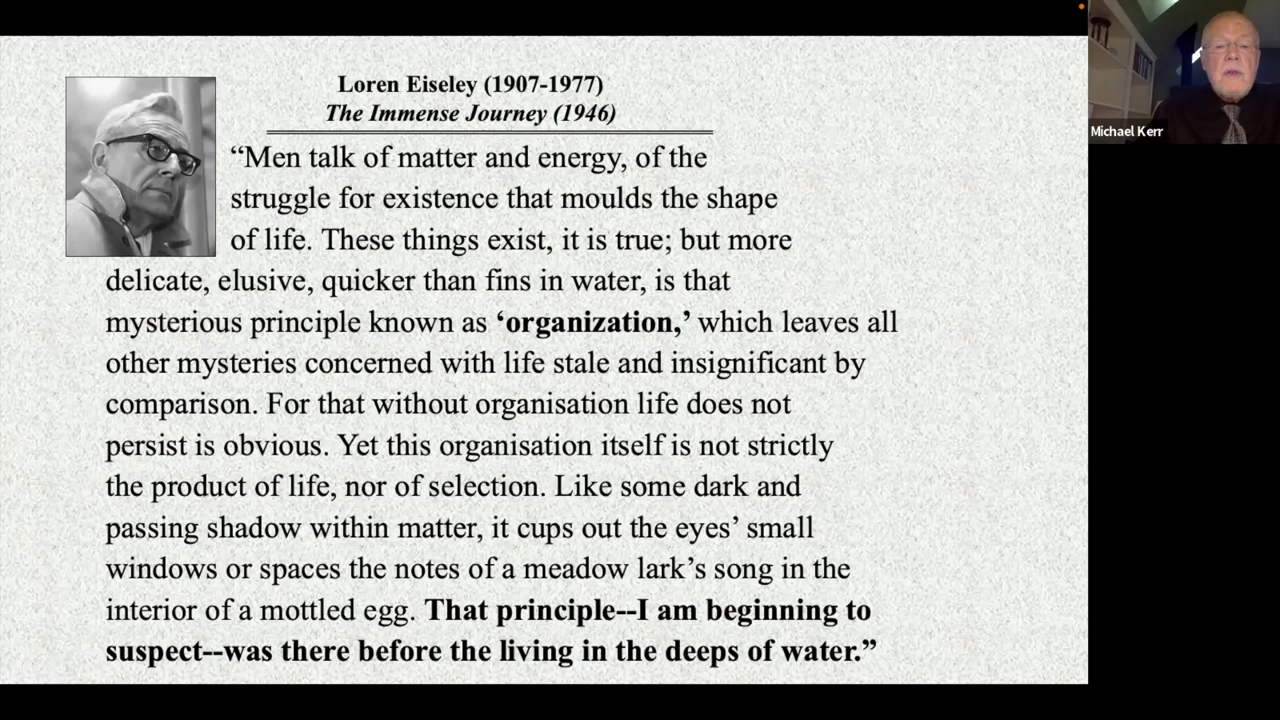 Loren Eiseley (1907-1977)
The Immense Journey (1946)
“Men talk of matter and energy, of the
struggle for existence that moulds the shape
of life. These things exist, it is true; but more
delicate, elusive, quicker than fins in water, is that
mysterious principle known as ‘organization,’ which leaves all
other mysteries concerned with life stale and insignificant by
comparison. For that without organisation life does not
persist is obvious. Yet this organisation itself is not strictly
the product of life, nor of selection. Like some dark and
passing shadow within matter, it cups out the eyes’ small
windows or spaces the notes of a meadow lark’s song in the
interior of a mottled egg. That principle--I am beginning to
suspect--was there before the living in the deeps of water.”
Michael Kerr